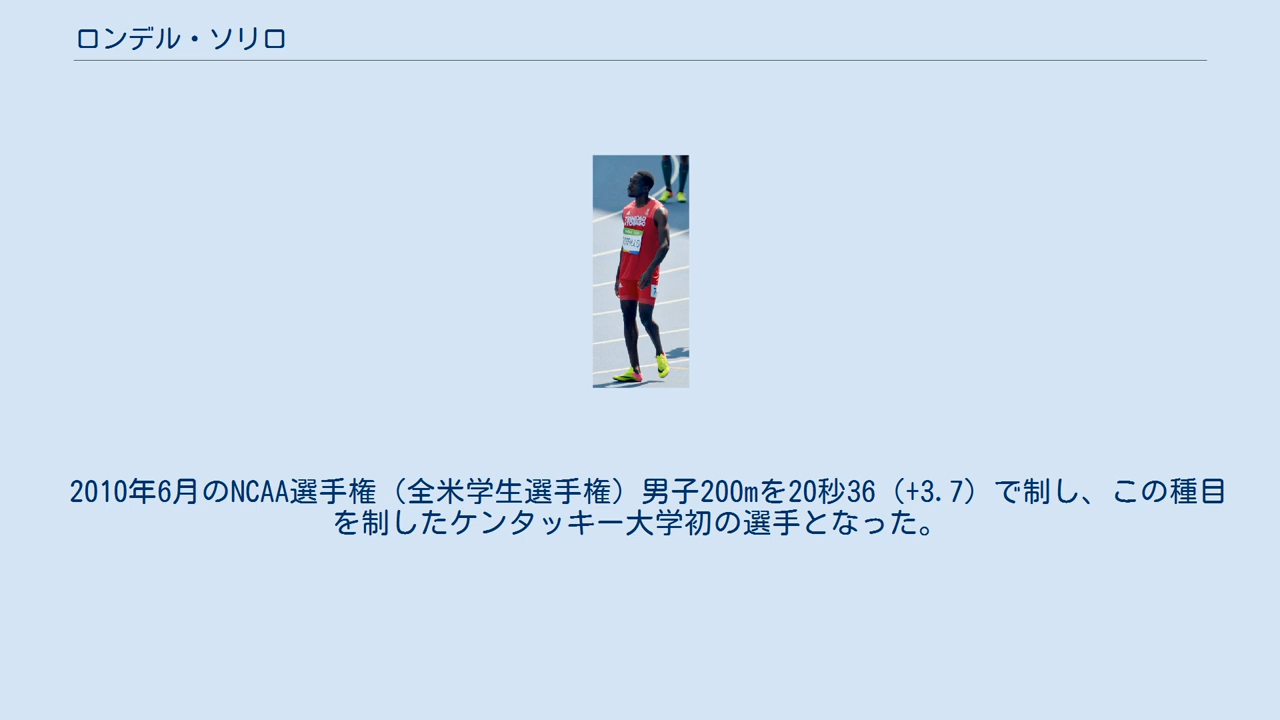 ロンデル・ソリロ
TRINIDAD
&TOBAGO
2010年6月のNCAA選手権（全米学生選手権）男子200mを20秒36（+3.7）で制し、この種目
を制したケンタッキー大学初の選手となった。